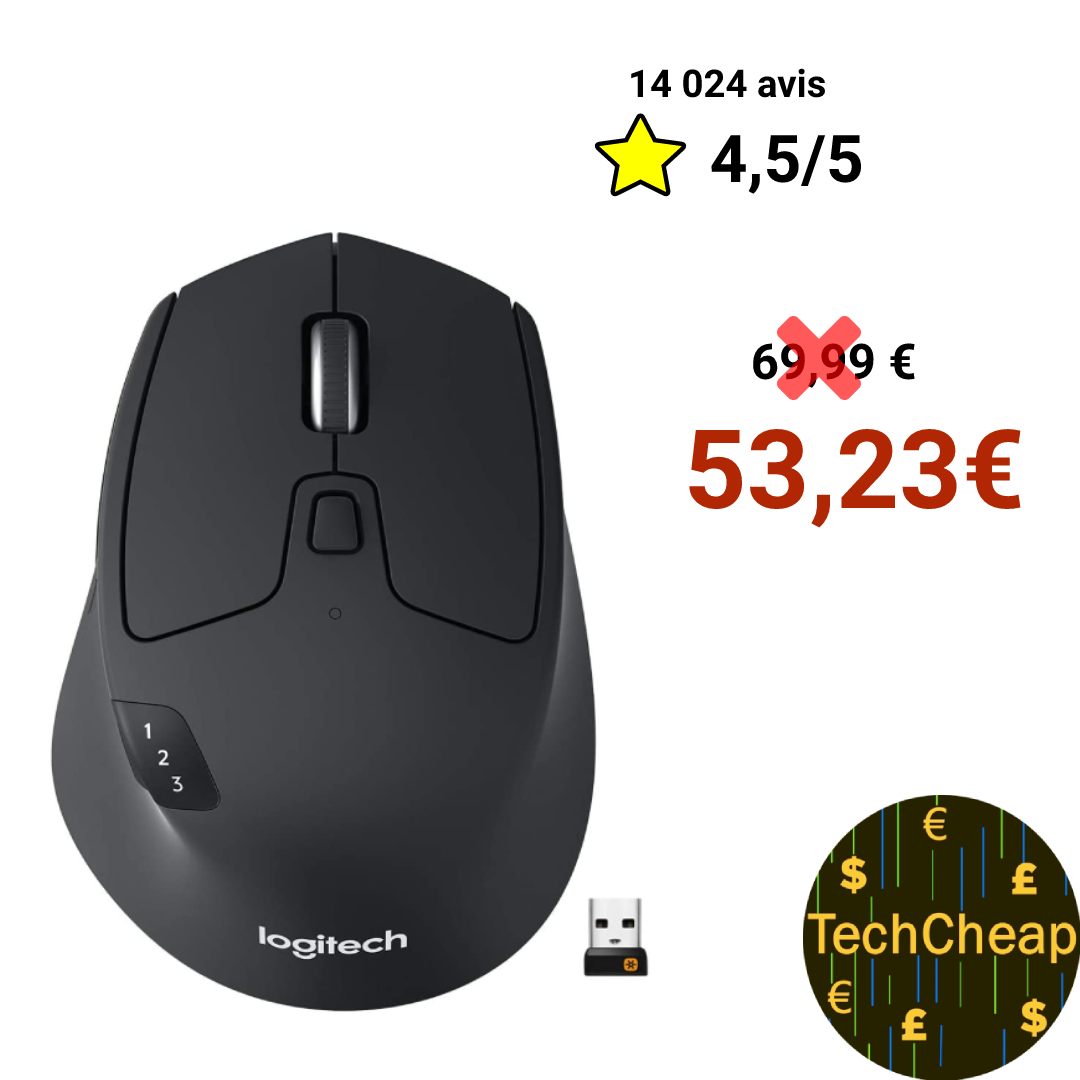 14 024 avis
4,5/5
69,99 €
53,23€
1
2
3
logitech
€
$ £
TechCheap
€ £ $